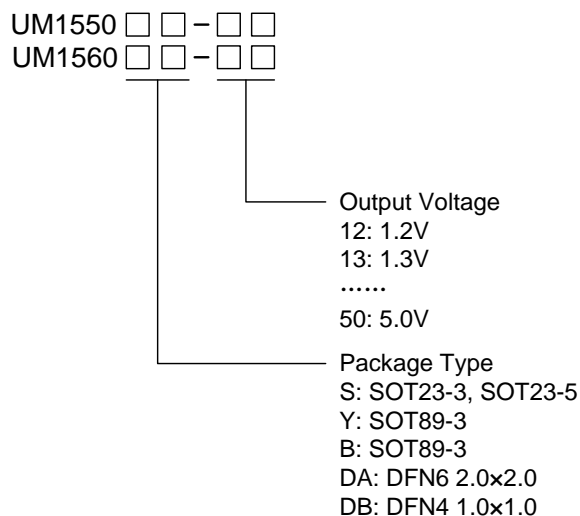 UM1550 □ □ – □ □
UM1560 □ □ – □ □
Output Voltage
12: 1.2V
13: 1.3V
……
50: 5.0V
Package Type
S: SOT23-3, SOT23-5
Y: SOT89-3
B: SOT89-3
DA: DFN6 2.0×2.0
DB: DFN4 1.0×1.0